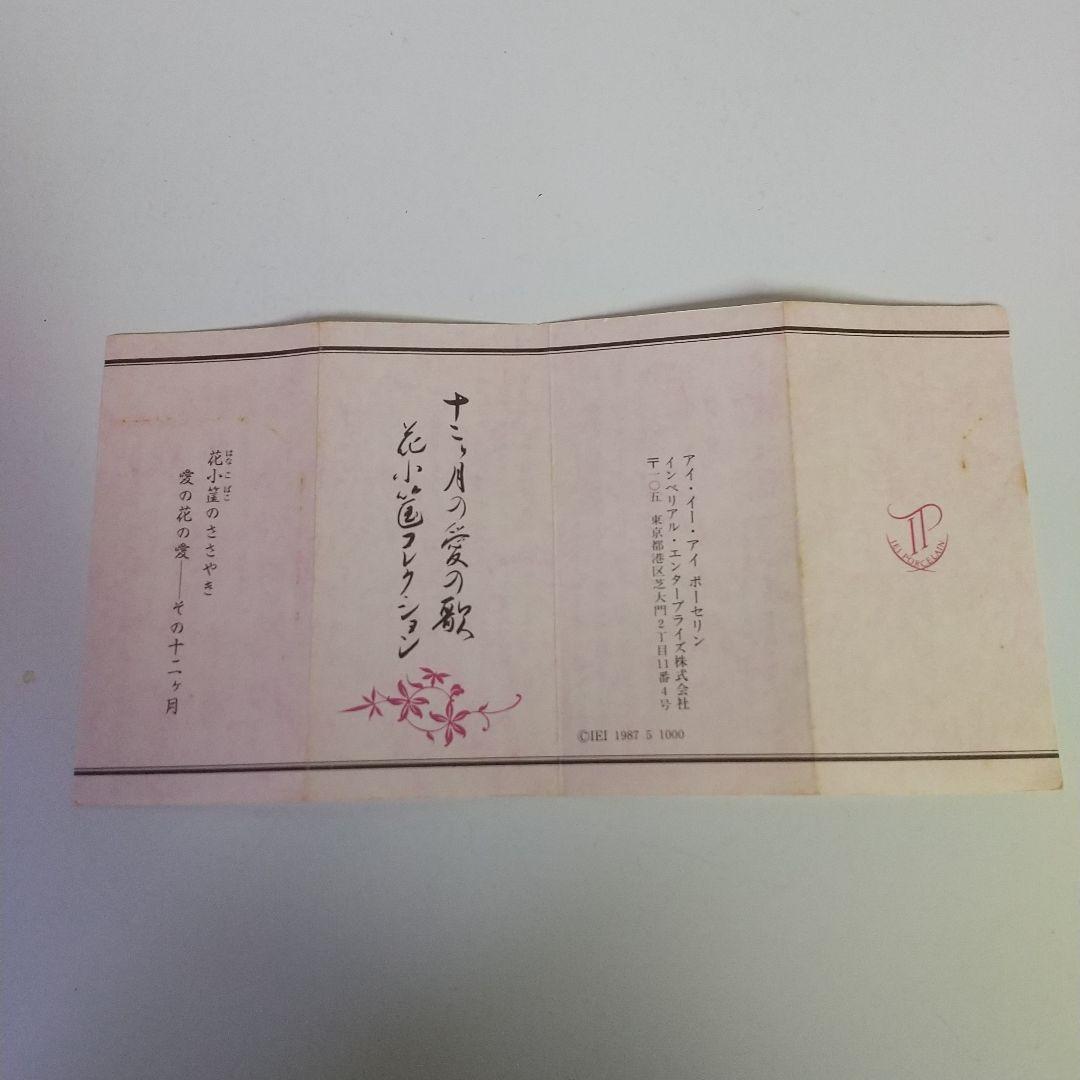 IP
IEI PORCELAIN
アイ・イー・アイ ポーセリン
インペリアル・エンタープライズ株式会社
〒一〇五 東京都港区芝大門2丁目11番4号
©IEI 1987 5 1000
十二ヶ月の愛の歌
花小筐コレクション
花小筐のささやき
はなこばこ
愛の花の愛――その十二ヶ月